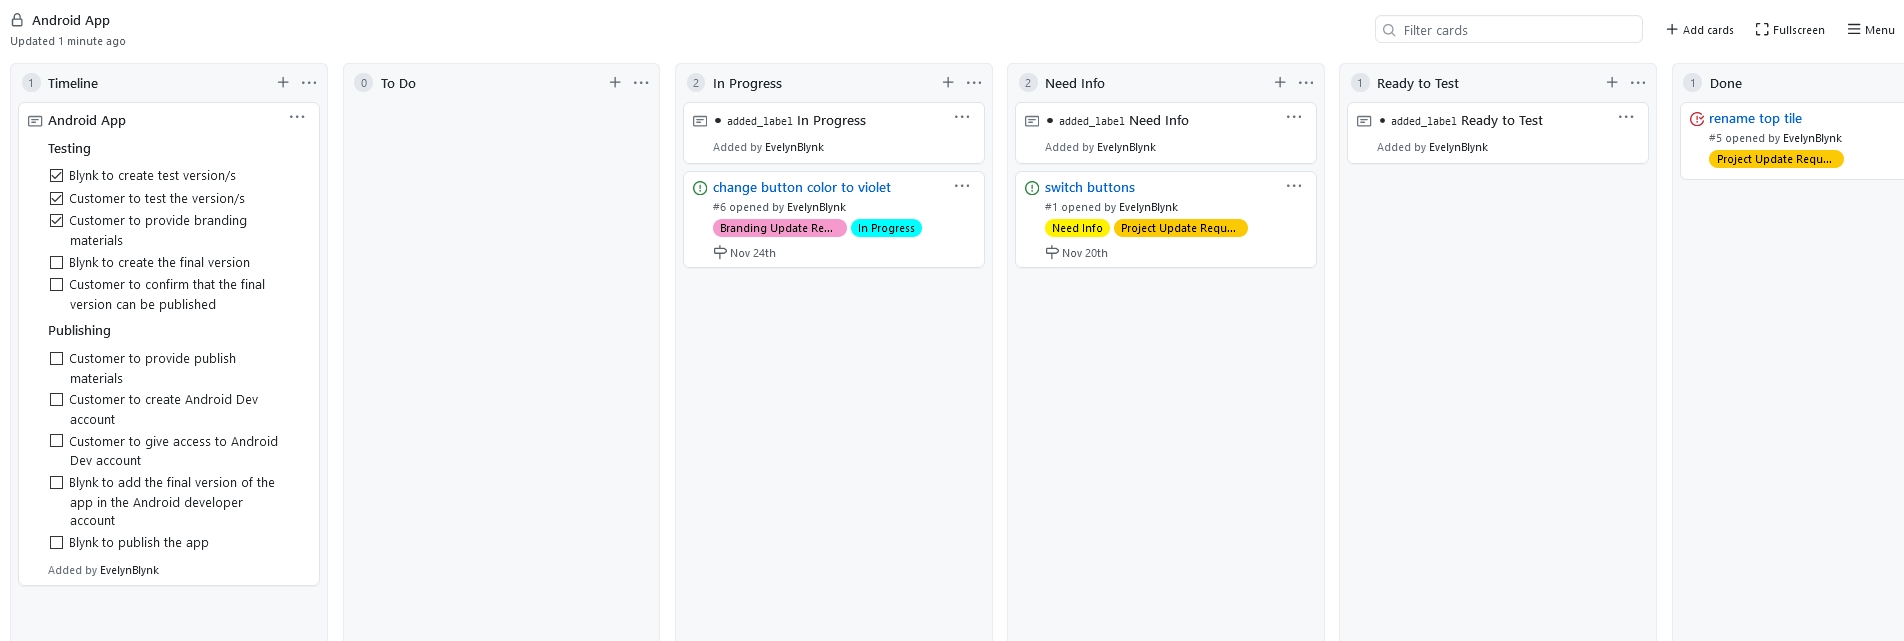 Android App
Updated 1 minute ago
Filter cards
Add cards
Fullscreen
Menu
1 Timeline
Android App
Testing
Blynk to create test version/s
Customer to test the version/s
Customer to provide branding
materials
Blynk to create the final version
Customer to confirm that the final
version can be published
Publishing
Customer to provide publish
materials
Customer to create Android Dev
account
Customer to give access to Android
Dev account
Blynk to add the final version of the
app in the Android developer
account
Blynk to publish the app
Added by EvelynBlynk
0 To Do
2 In Progress
• added_label In Progress
Added by EvelynBlynk
change button color to violet
#6 opened by EvelynBlynk
Branding Update Re... In Progress
Nov 24th
2 Need Info
• added_label Need Info
Added by EvelynBlynk
switch buttons
#1 opened by EvelynBlynk
Need Info Project Update Requ...
Nov 20th
1 Ready to Test
• added_label Ready to Test
Added by EvelynBlynk
1 Done
rename top tile
#5 opened by EvelynBlynk
Project Update Requ...